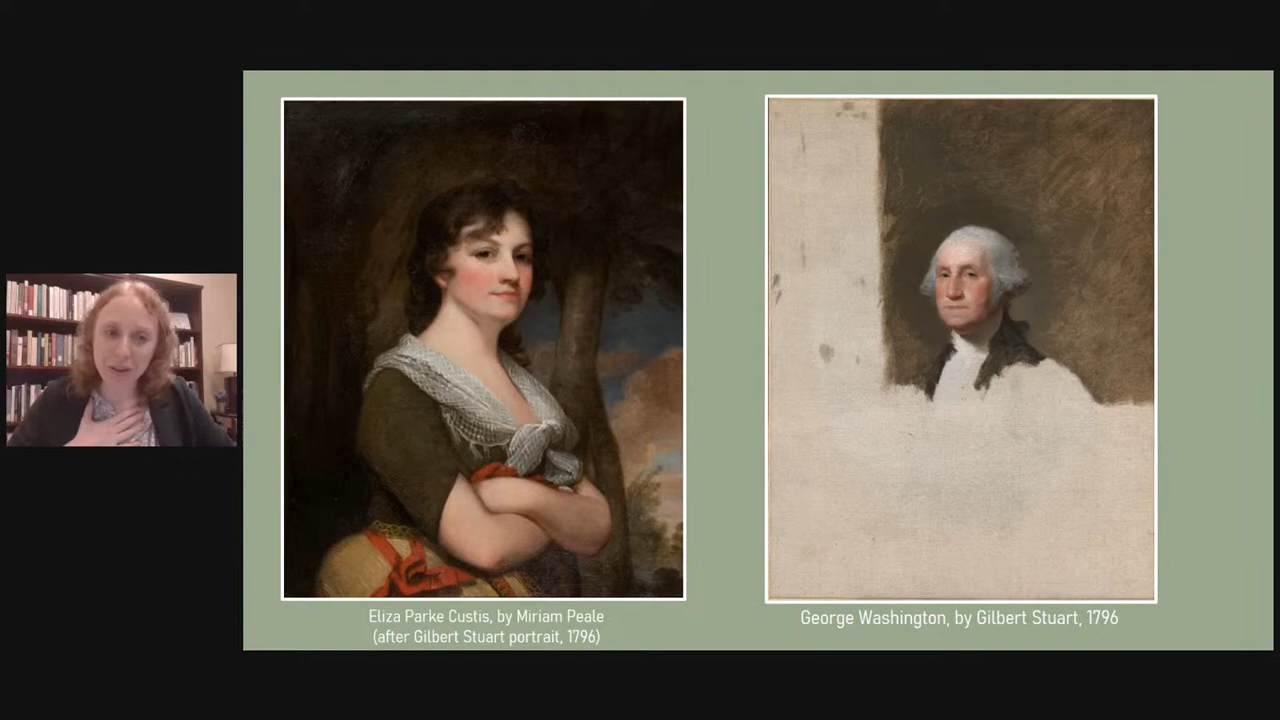 Eliza Parke Custis, by Miriam Peale
(after Gilbert Stuart portrait, 1796)
George Washington, by Gilbert Stuart, 1796